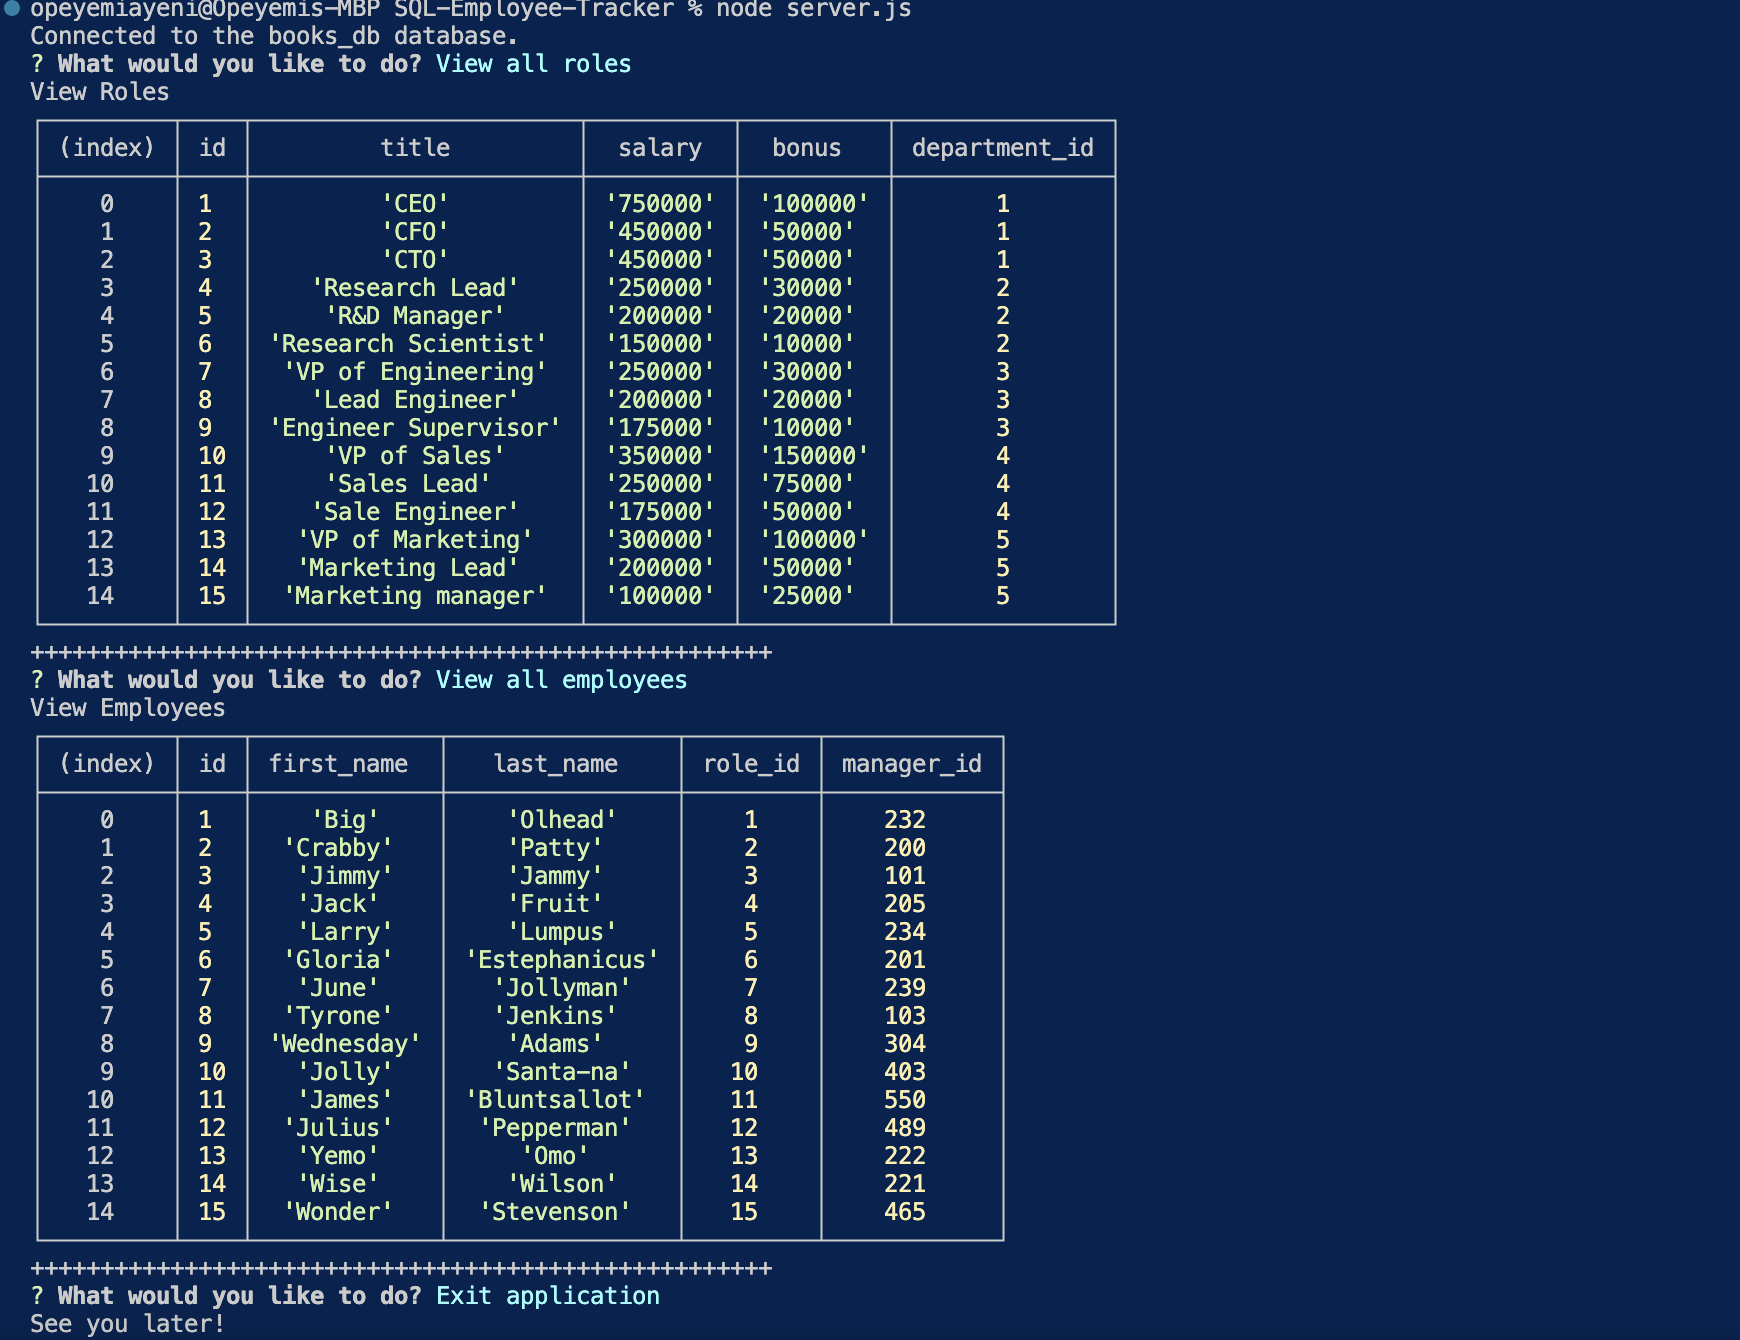 opeyemiayeni@Opeyemis-MBP SQL-Employee-Tracker % node server.js
Connected to the books_db database.
? What would you like to do? View all roles
View Roles
(index) id title salary bonus department_id
0 1 'CEO' '750000' '100000' 1
1 2 'CFO' '450000' '50000' 1
2 3 'CTO' '450000' '50000' 1
3 4 'Research Lead' '250000' '30000' 2
4 5 'R&D Manager' '200000' '20000' 2
5 6 'Research Scientist' '150000' '10000' 2
6 7 'VP of Engineering' '250000' '30000' 3
7 8 'Lead Engineer' '200000' '20000' 3
8 9 'Engineer Supervisor' '175000' '10000' 3
9 10 'VP of Sales' '350000' '150000' 4
10 11 'Sales Lead' '250000' '75000' 4
11 12 'Sale Engineer' '175000' '50000' 4
12 13 'VP of Marketing' '300000' '100000' 5
13 14 'Marketing Lead' '200000' '50000' 5
14 15 'Marketing manager' '100000' '25000' 5
+++++++++++++++++++++++++++++++++++++++++++++++++++++
? What would you like to do? View all employees
View Employees
(index) id first_name last_name role_id manager_id
0 1 'Big' 'Olhead' 1 232
1 2 'Crabby' 'Patty' 2 200
2 3 'Jimmy' 'Jammy' 3 101
3 4 'Jack' 'Fruit' 4 205
4 5 'Larry' 'Lumpus' 5 234
5 6 'Gloria' 'Estephanicus' 6 201
6 7 'June' 'Jollyman' 7 239
7 8 'Tyrone' 'Jenkins' 8 103
8 9 'Wednesday' 'Adams' 9 304
9 10 'Jolly' 'Santa-na' 10 403
10 11 'James' 'Bluntsallot' 11 550
11 12 'Julius' 'Pepperman' 12 489
12 13 'Yemo' 'Omo' 13 222
13 14 'Wise' 'Wilson' 14 221
14 15 'Wonder' 'Stevenson' 15 465
+++++++++++++++++++++++++++++++++++++++++++++++++++++
? What would you like to do? Exit application
See you later!